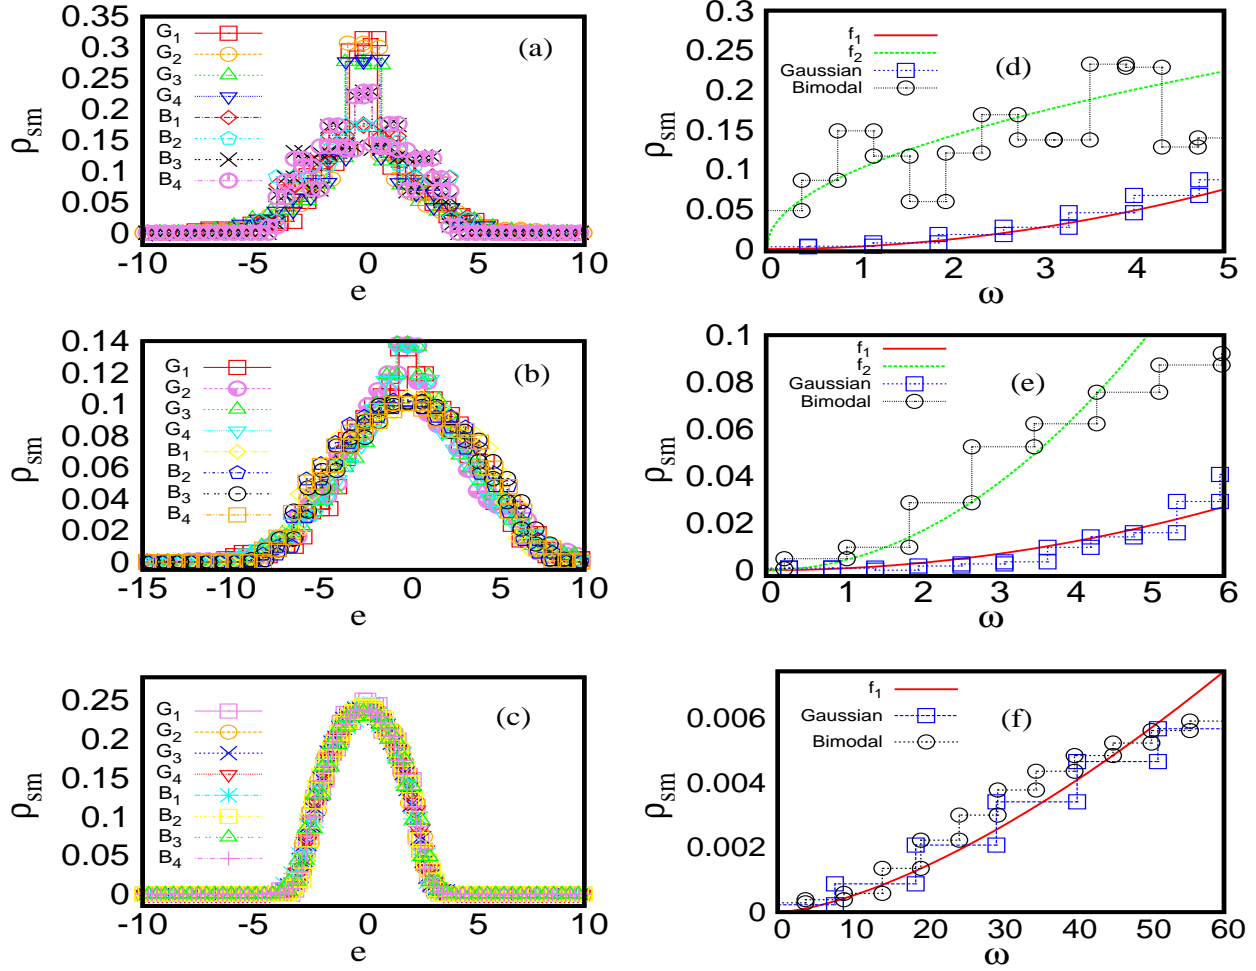 (a)
ρsm
0.35
0.3
0.25
0.2
0.15
0.1
0.05
0
G1
G2
G3
G4
B1
B2
B3
B4
-10 -5 0 5 10
e
(d)
ρsm
0.3
0.25
0.2
0.15
0.1
0.05
0
f1
f2
Gaussian
Bimodal
0 1 2 3 4 5
ω
(b)
ρsm
0.14
0.12
0.1
0.08
0.06
0.04
0.02
0
G1
G2
G3
G4
B1
B2
B3
B4
-15 -10 -5 0 5 10
e
(e)
ρsm
0.1
0.08
0.06
0.04
0.02
0
f1
f2
Gaussian
Bimodal
0 1 2 3 4 5 6
ω
(c)
ρsm
0.25
0.2
0.15
0.1
0.05
0
G1
G2
G3
G4
B1
B2
B3
B4
-10 -5 0 5 10
e
(f)
ρsm
0.006
0.004
0.002
0
f1
Gaussian
Bimodal
0 10 20 30 40 50 60
ω